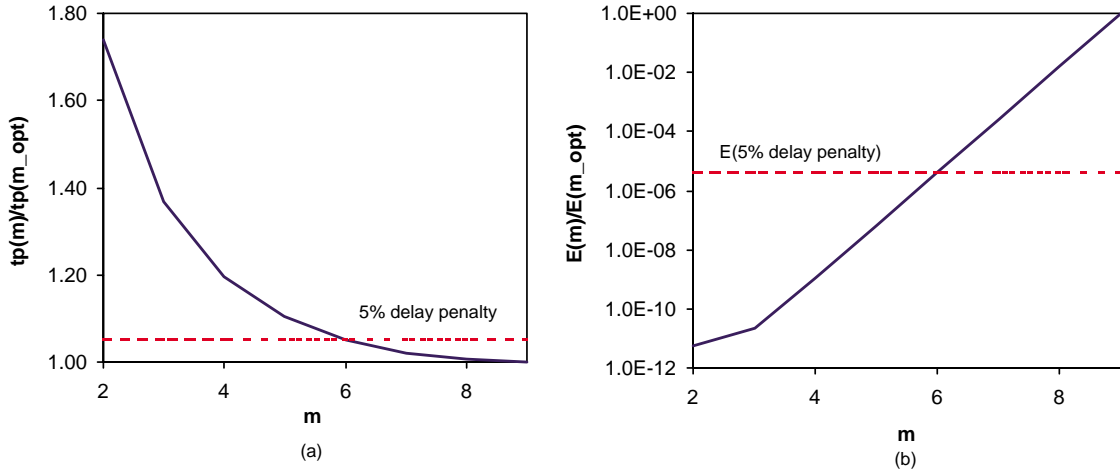 1.80
1.60
1.40
1.20
1.00
tp(m)/tp(m_opt)
5% delay penalty
2
4
6
8
m
(a)
1.0E+00
1.0E-02
1.0E-04
1.0E-06
1.0E-08
1.0E-10
1.0E-12
E(m)/E(m_opt)
E(5% delay penalty)
2
4
6
8
m
(b)